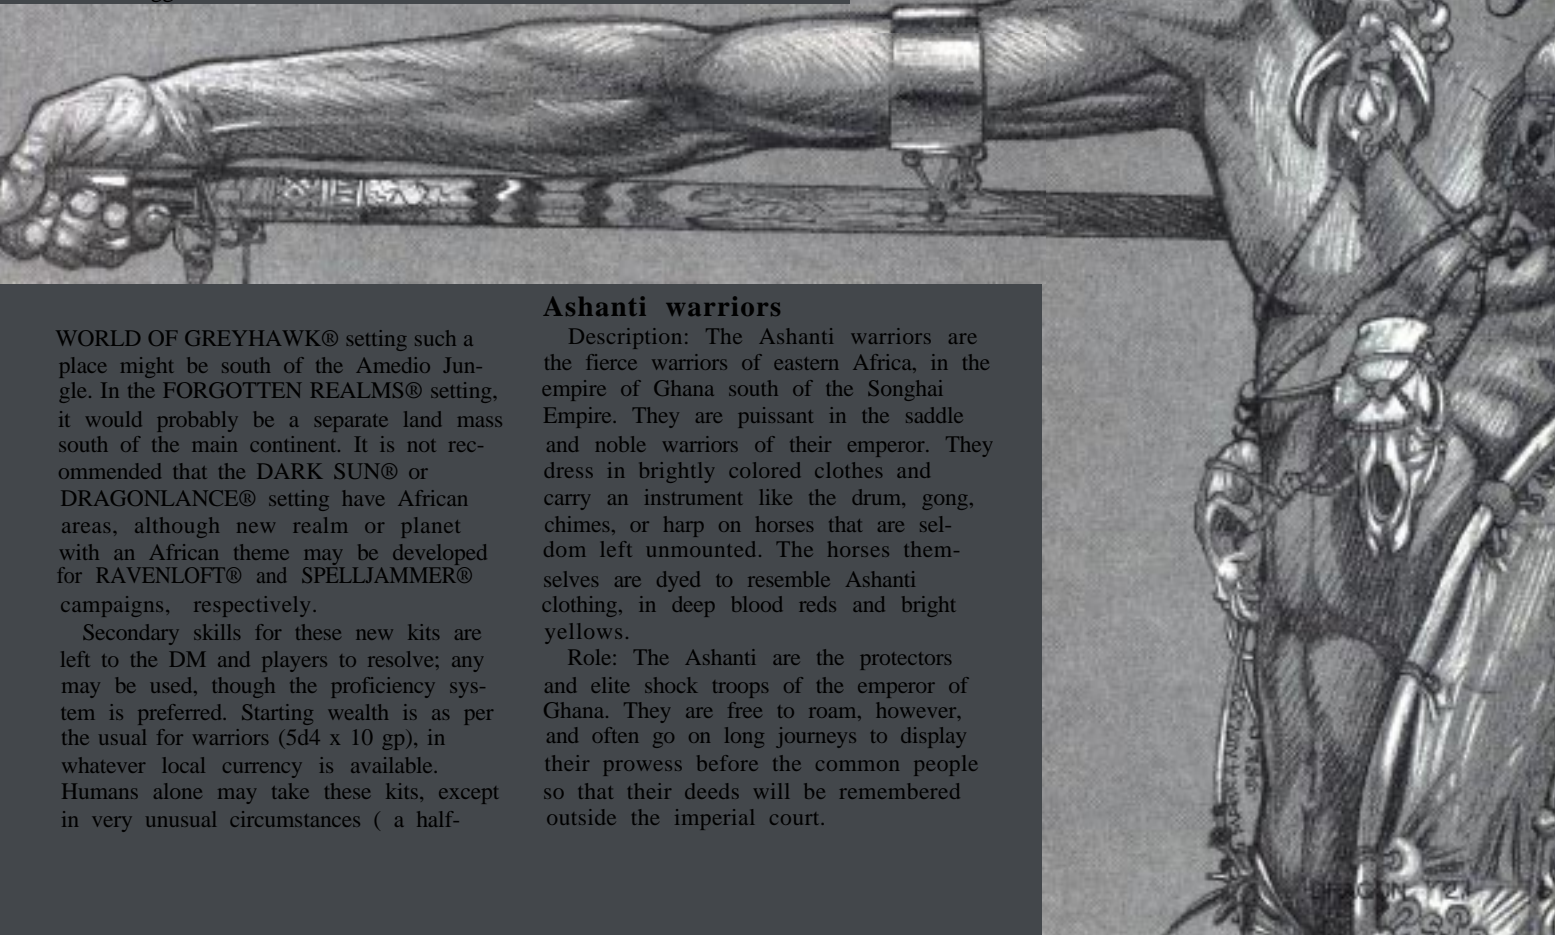 WORLD OF GREYHAWK® setting such a
place might be south of the Amedio Jun-
gle. In the FORGOTTEN REALMS® setting,
it would probably be a separate land mass
south of the main continent. It is not rec-
ommended that the DARK SUN® or
DRAGONLANCE® setting have African
areas, although new realm or planet
with an African theme may be developed
for RAVENLOFT® and SPELLJAMMER®
campaigns, respectively.
Secondary skills for these new kits are
left to the DM and players to resolve; any
may be used, though the proficiency sys-
tem is preferred. Starting wealth is as per
the usual for warriors (5d4 x 10 gp), in
whatever local currency is available.
Humans alone may take these kits, except
in very unusual circumstances ( a half-
Ashanti warriors
Description: The Ashanti warriors are
the fierce warriors of eastern Africa, in the
empire of Ghana south of the Songhai
Empire. They are puissant in the saddle
and noble warriors of their emperor. They
dress in brightly colored clothes and
carry an instrument like the drum, gong,
chimes, or harp on horses that are sel-
dom left unmounted. The horses them-
selves are dyed to resemble Ashanti
clothing, in deep blood reds and bright
yellows.
Role: The Ashanti are the protectors
and elite shock troops of the emperor of
Ghana. They are free to roam, however,
and often go on long journeys to display
their prowess before the common people
so that their deeds will be remembered
outside the imperial court.
DRAGON